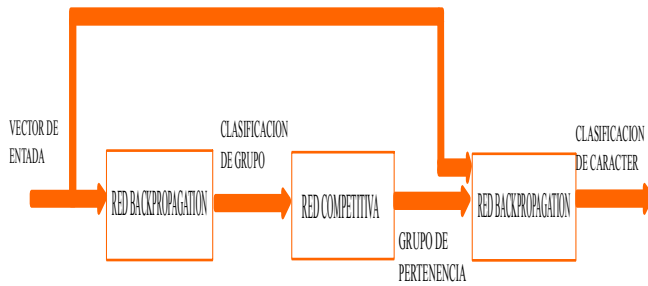 VECTOR DE
ENTADA
RED BACKPROPAGATION
CLASIFICACION
DE GRUPO
RED COMPETITIVA
GRUPO DE
PERTENENCIA
RED BACKPROPAGATION
CLASIFICACION
DE CARACTER